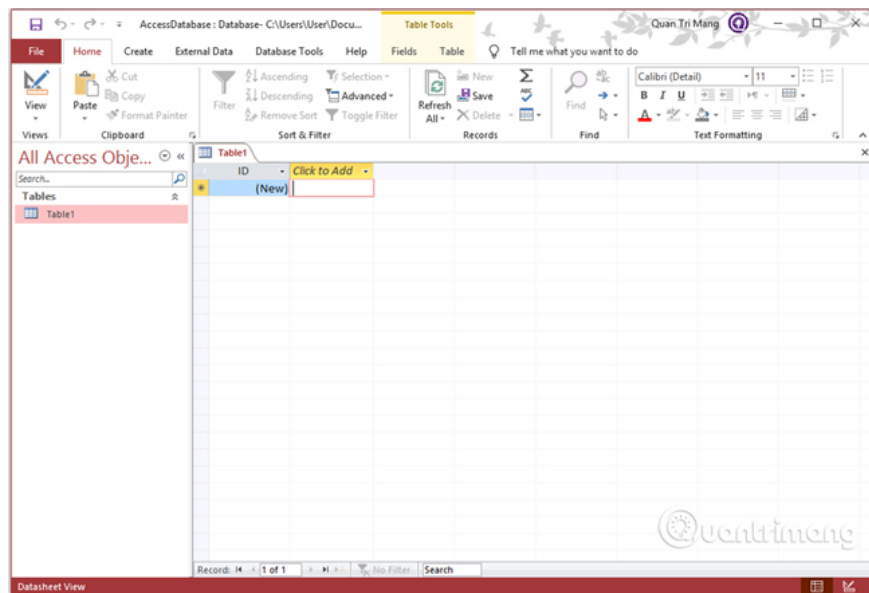 AccessDatabase : Database- C:\Users\User\Docu...
Table Tools
Quan Tri Mang
File
Home
Create
External Data
Database Tools
Help
Fields
Table
Tell me what you want to do
View
Views
Paste
Cut
Copy
Format Painter
Clipboard
Filter
Ascending
Descending
Remove Sort
Selection
Advanced
Toggle Filter
Sort & Filter
Refresh
All
New
Save
Delete
Records
Find
Find
Calibri (Detail)
11
B I U
A
Text Formatting
All Access Obje...
Search...
Tables
Table1
Table1
ID
Click to Add
(New)
Record:
1 of 1
No Filter
Search
Datasheet View
Quantrimang